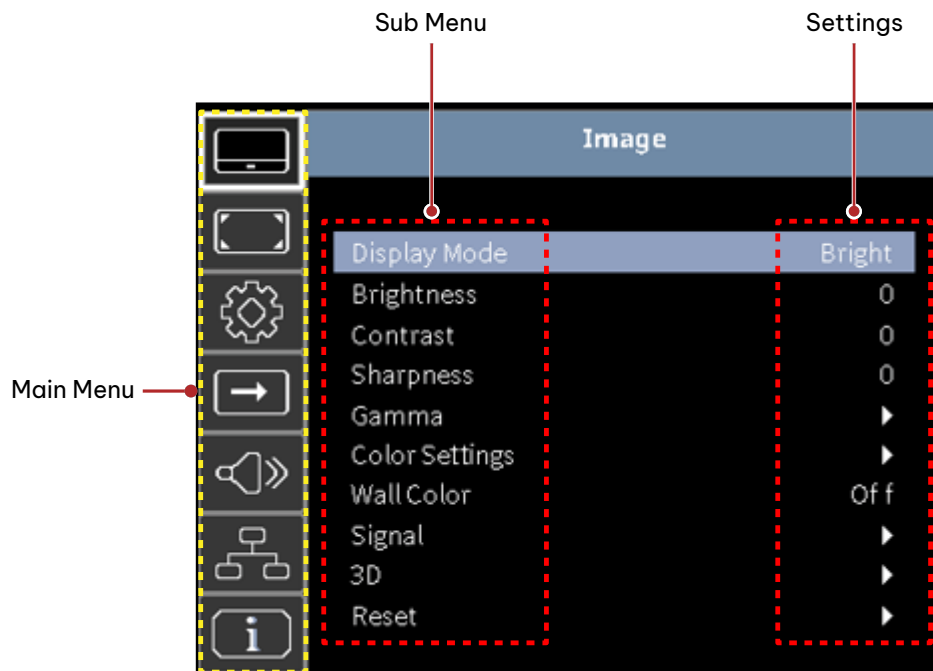 Sub Menu Settings
Image
Display Mode Bright
Brightness 0
Contrast 0
Sharpness 0
Main Menu
Gamma
Color Settings
Wall Color Off
Signal
3D
Reset
i